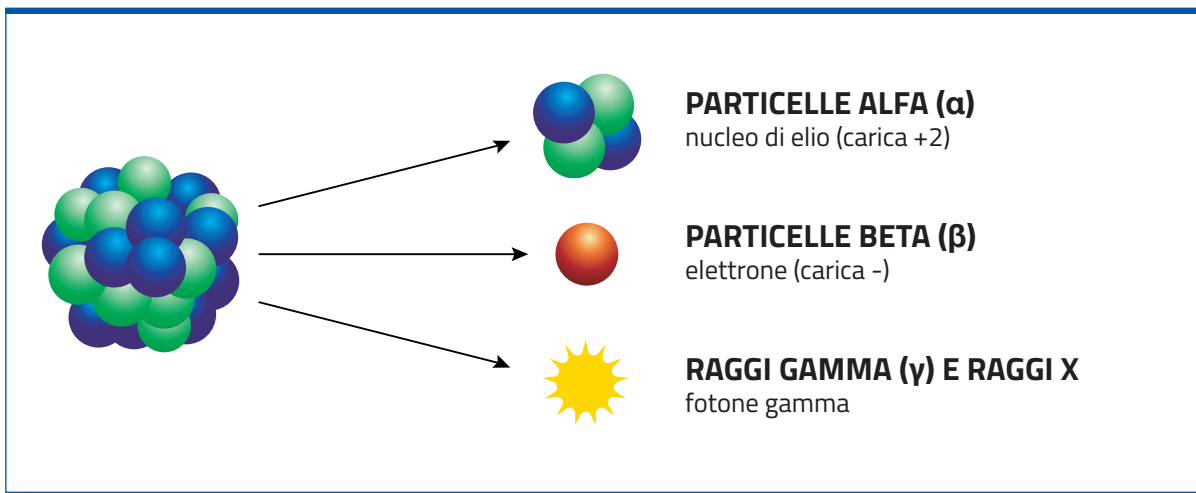 PARTICELLE ALFA (α)
nucleo di elio (carica +2)
PARTICELLE BETA (β)
elettrone (carica -)
RAGGI GAMMA (γ) E RAGGI X
fotone gamma